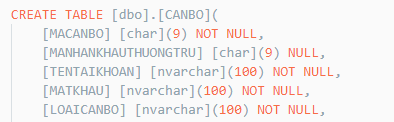 CREATE TABLE [dbo].[CANBO](
[MACANBO] [char](9) NOT NULL,
[MANHANKHAUTHUONGTRU] [char](9) NULL,
[TENTAIKHOAN] [nvarchar](100) NOT NULL,
[MATKHAU] [nvarchar](100) NOT NULL,
[LOAICANBO] [nvarchar](100) NOT NULL,